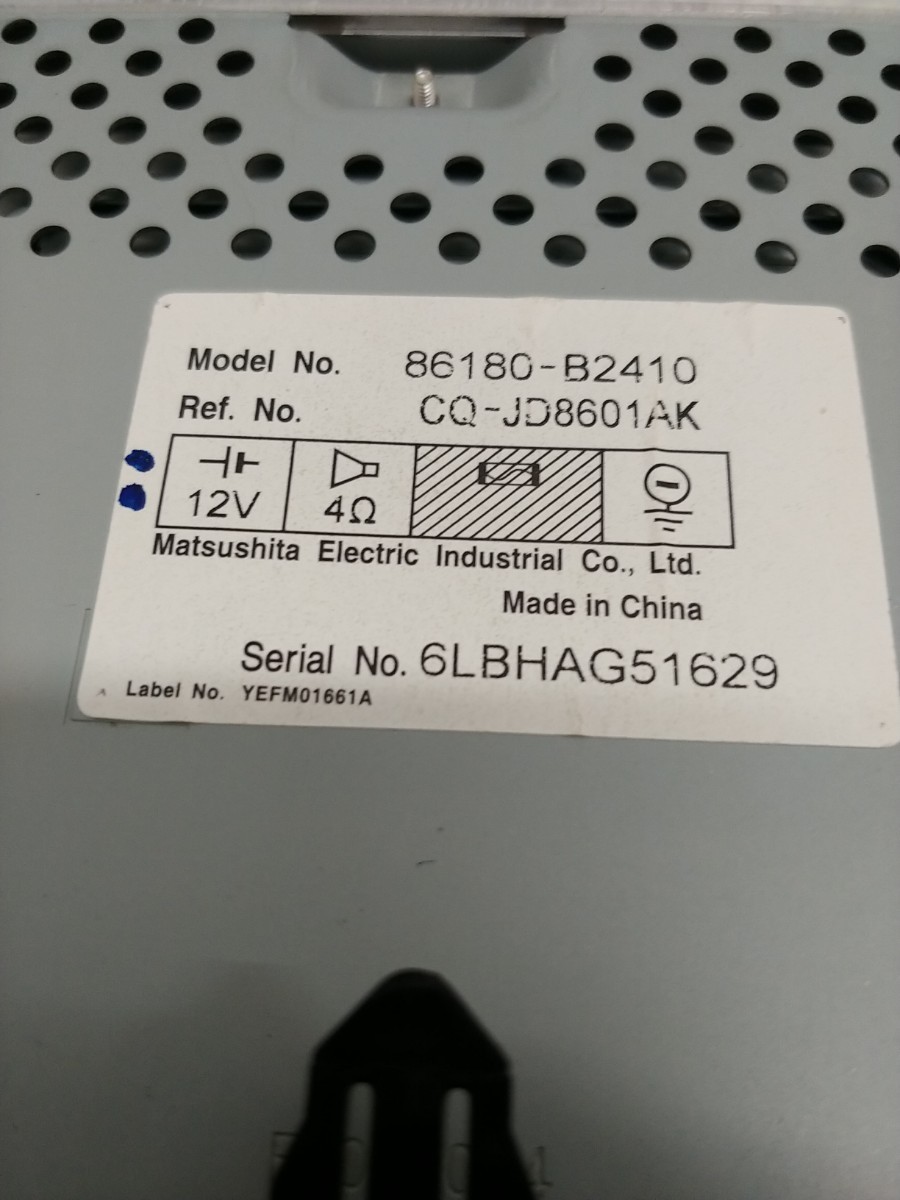 Model No. 86180-B2410
Ref. No. CQ-JD8601AK
12V 4Ω
Matsushita Electric Industrial Co., Ltd.
Made in China
Serial No. 6LBHAG51629
Label No. YEFM01661A